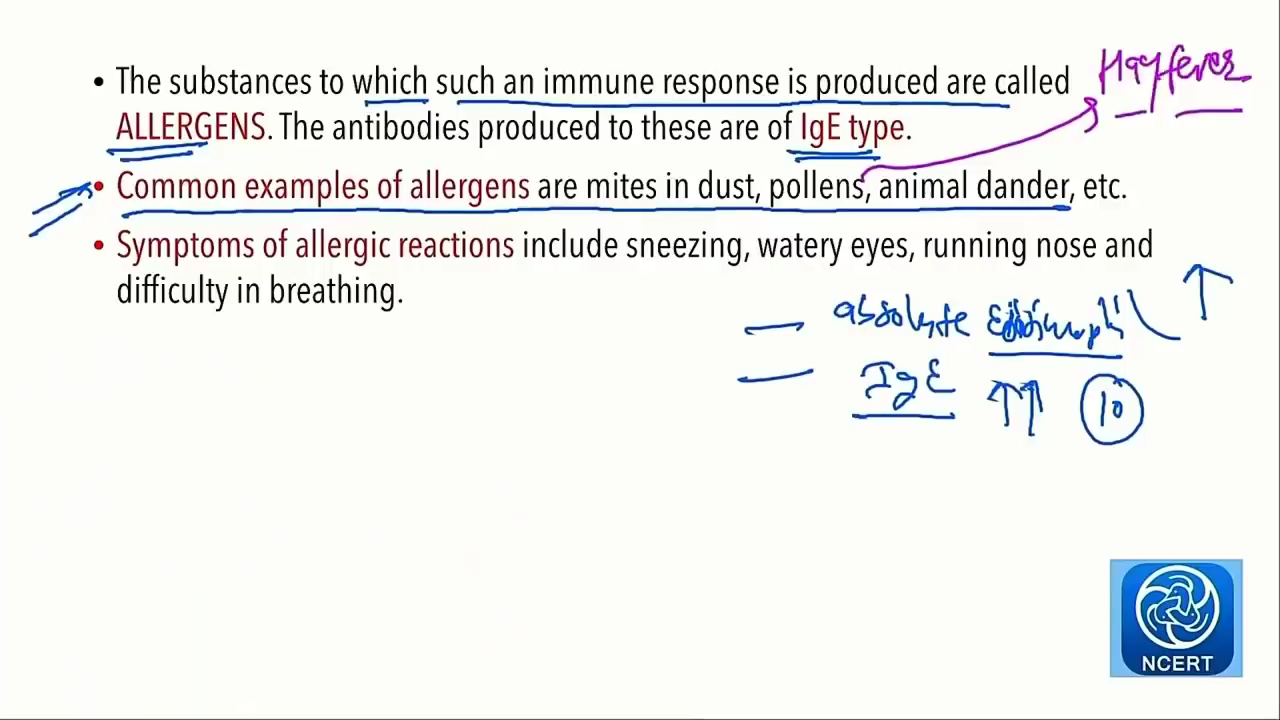 Hayfever
• The substances to which such an immune response is produced are called
ALLERGENS. The antibodies produced to these are of IgE type.
• Common examples of allergens are mites in dust, pollens, animal dander, etc.
• Symptoms of allergic reactions include sneezing, watery eyes, running nose and
difficulty in breathing.
— absolute ↑
— IgE ↑↑ 10
NCERT